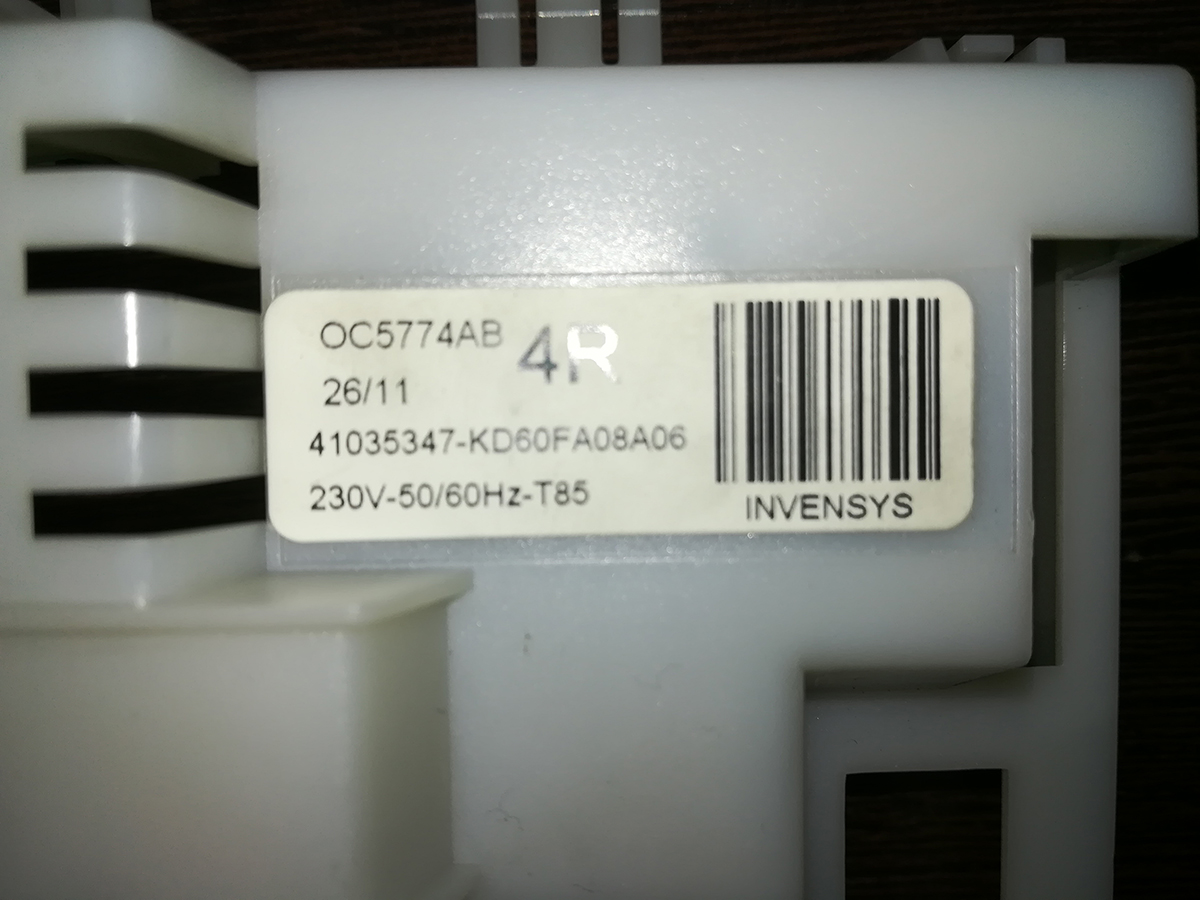 OC5774AB 4R
26/11
41035347-KD60FA08A06
230V-50/60Hz-T85
INVENSYS